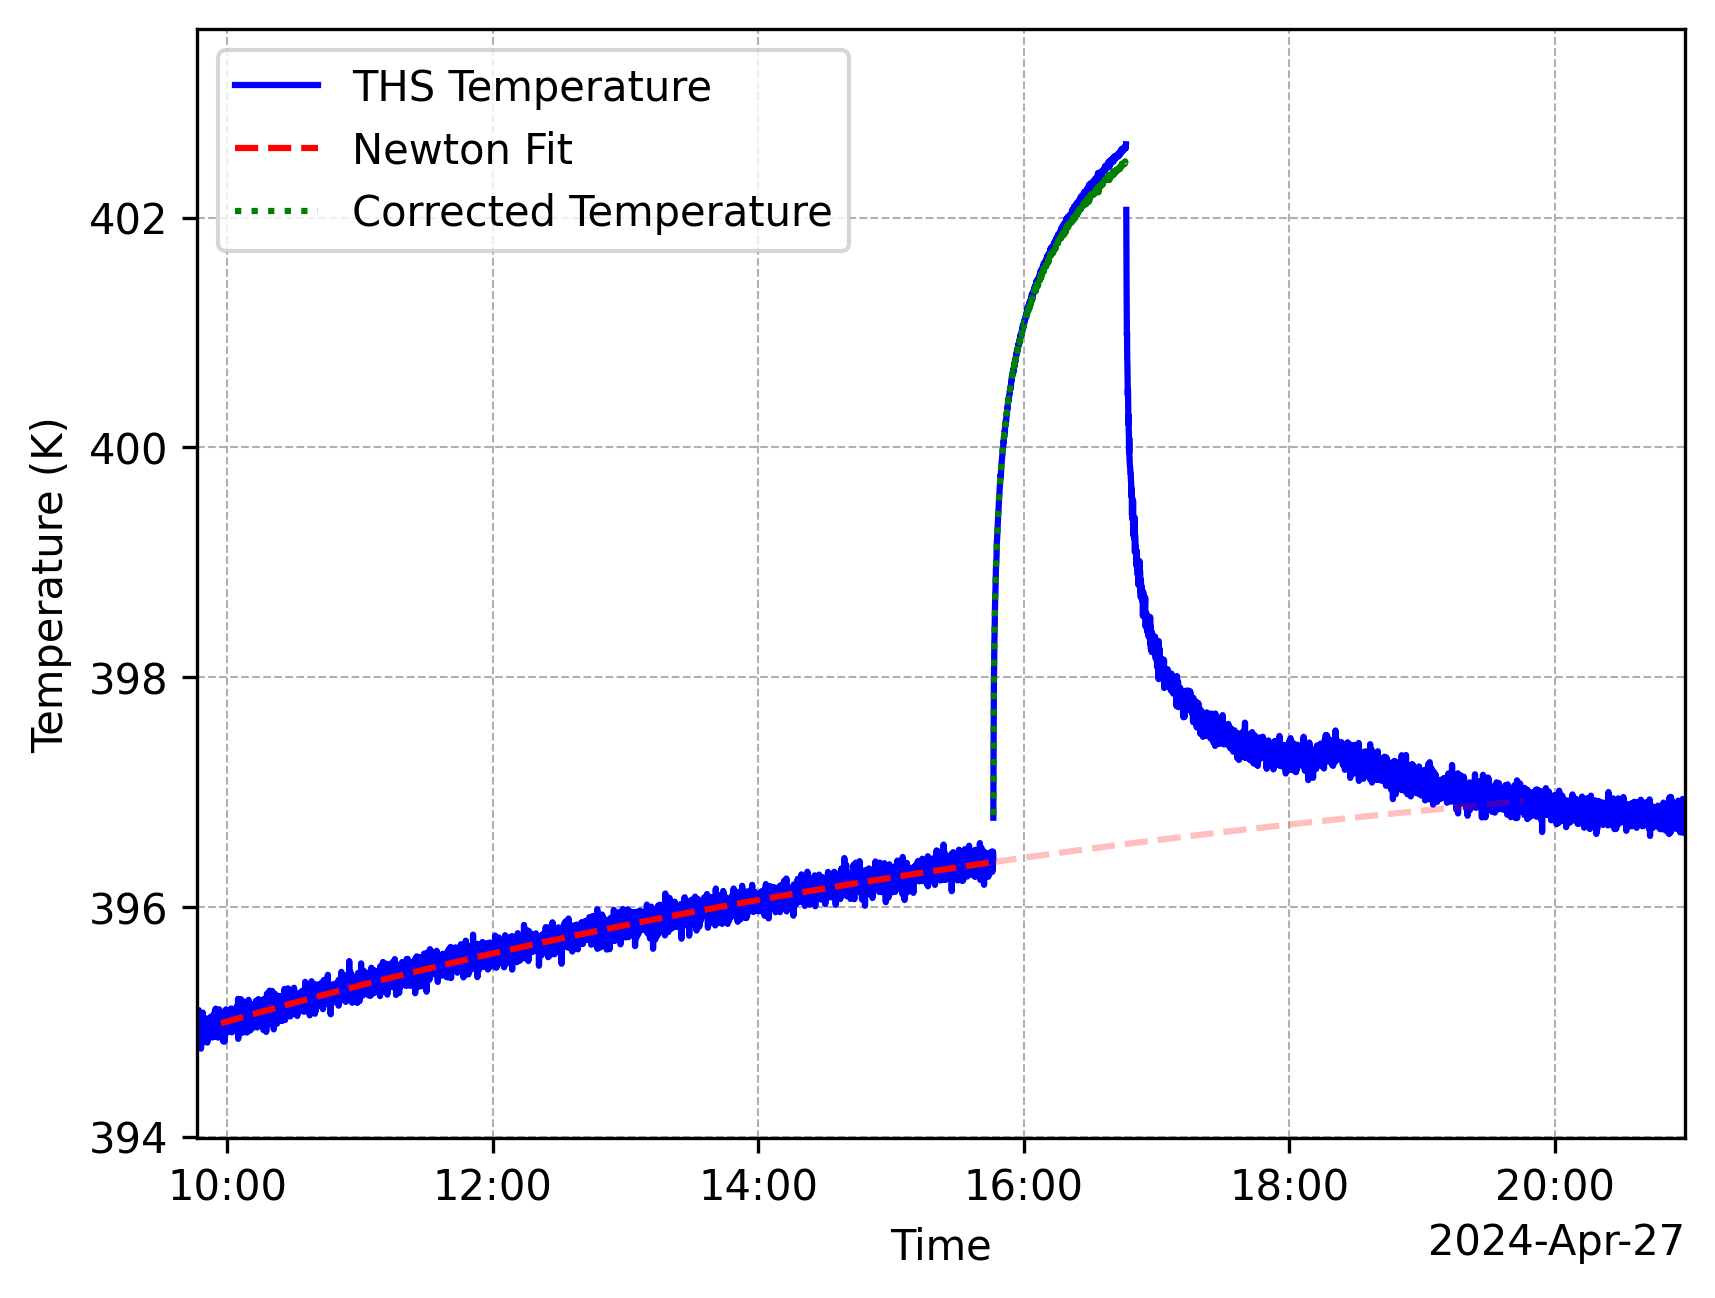 THS Temperature
Newton Fit
Corrected Temperature
Temperature (K)
402
400
398
396
394
10:00 12:00 14:00 16:00 18:00 20:00
Time
2024-Apr-27